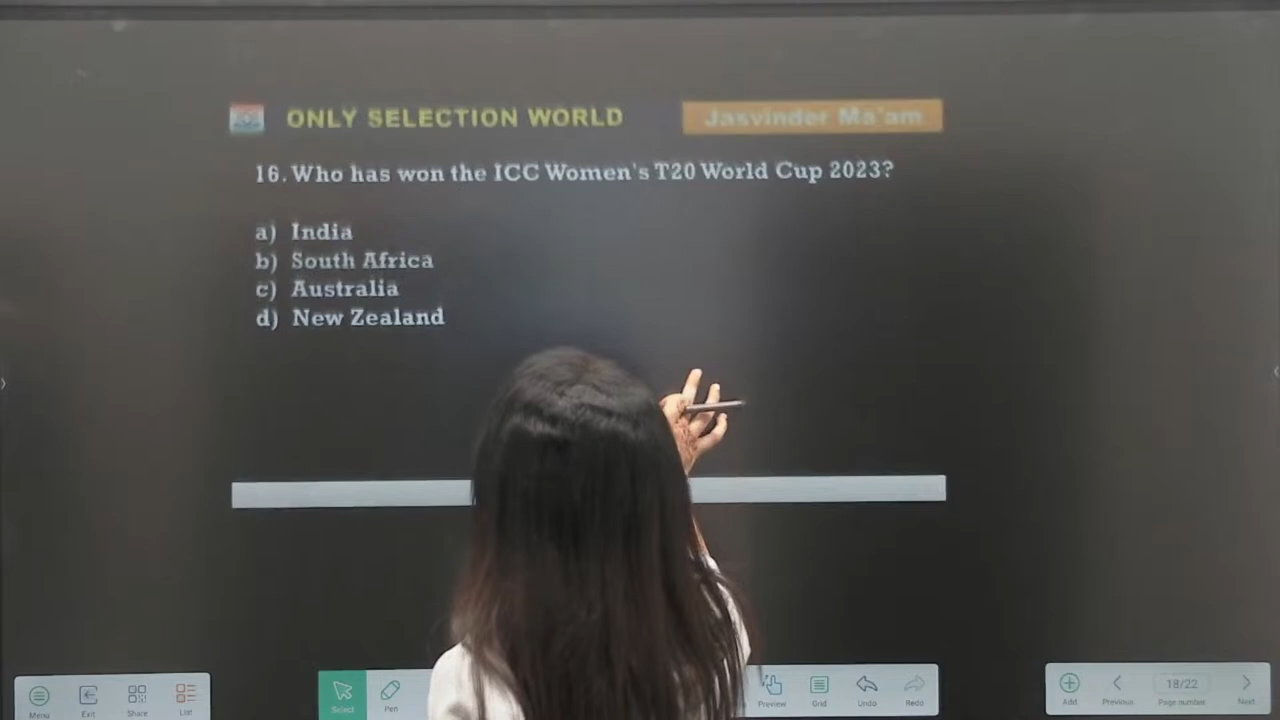 ONLY SELECTION WORLD
Jasvinder Ma'am
16. Who has won the ICC Women's T20 World Cup 2023?
a) India
b) South Africa
c) Australia
d) New Zealand
Menu
Exit
Share
List
Select
Pen
Preview
Grid
Undo
Redo
Add
Previous
18/22
Page number
Next